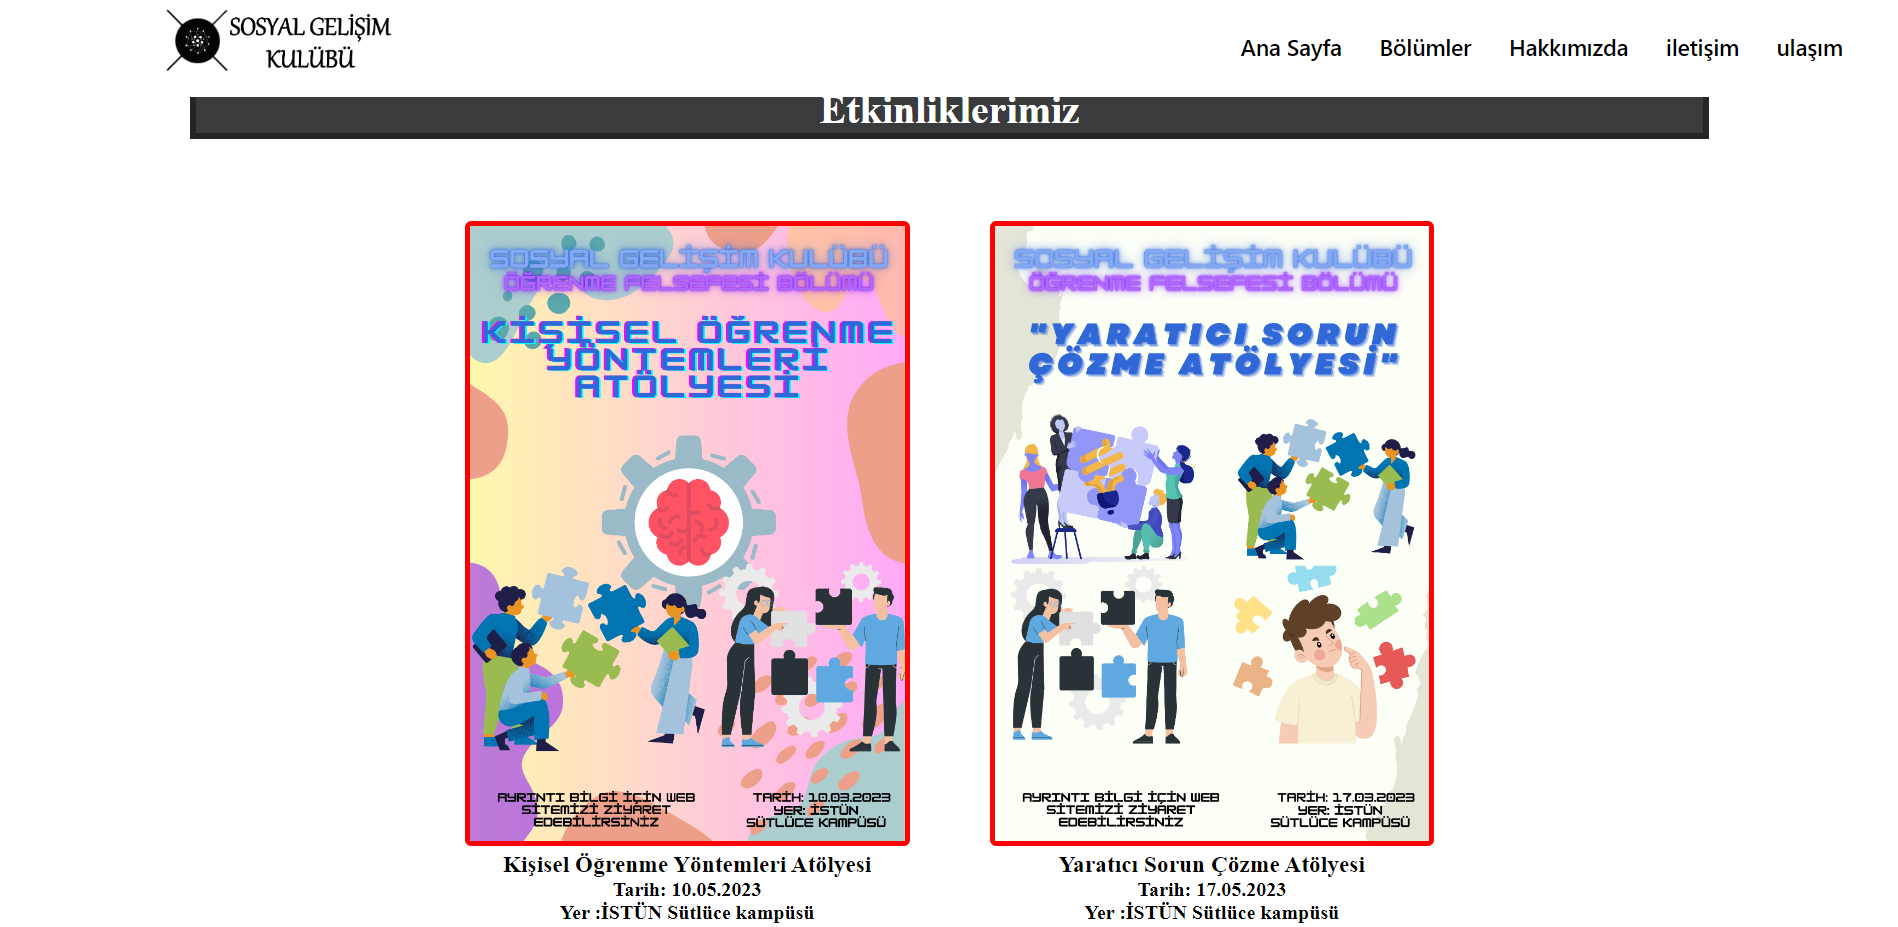 SOSYAL GELİŞİM
KULÜBÜ
Ana Sayfa Bölümler Hakkımızda iletişim ulaşım
Etkinliklerimiz
SOSYAL GELİŞİM KULÜBÜ
ÖĞRENME FELSEFESİ BÖLÜMÜ
KİŞİSEL ÖĞRENME
YÖNTEMLERİ
ATÖLYESİ
AYRINTI BİLGİ İÇİN WEB
SİTEMİZİ ZİYARET
EDEBİLİRSİNİZ
TARİH: 10.03.2023
YER: İSTÜN
SÜTLÜCE KAMPÜSÜ
Kişisel Öğrenme Yöntemleri Atölyesi
Tarih: 10.05.2023
Yer :İSTÜN Sütlüce kampüsü
SOSYAL GELİŞİM KULÜBÜ
ÖĞRENME FELSEFESİ BÖLÜMÜ
"YARATICI SORUN
ÇÖZME ATÖLYESİ"
AYRINTI BİLGİ İÇİN WEB
SİTEMİZİ ZİYARET
EDEBİLİRSİNİZ
TARİH: 17.03.2023
YER: İSTÜN
SÜTLÜCE KAMPÜSÜ
Yaratıcı Sorun Çözme Atölyesi
Tarih: 17.05.2023
Yer :İSTÜN Sütlüce kampüsü